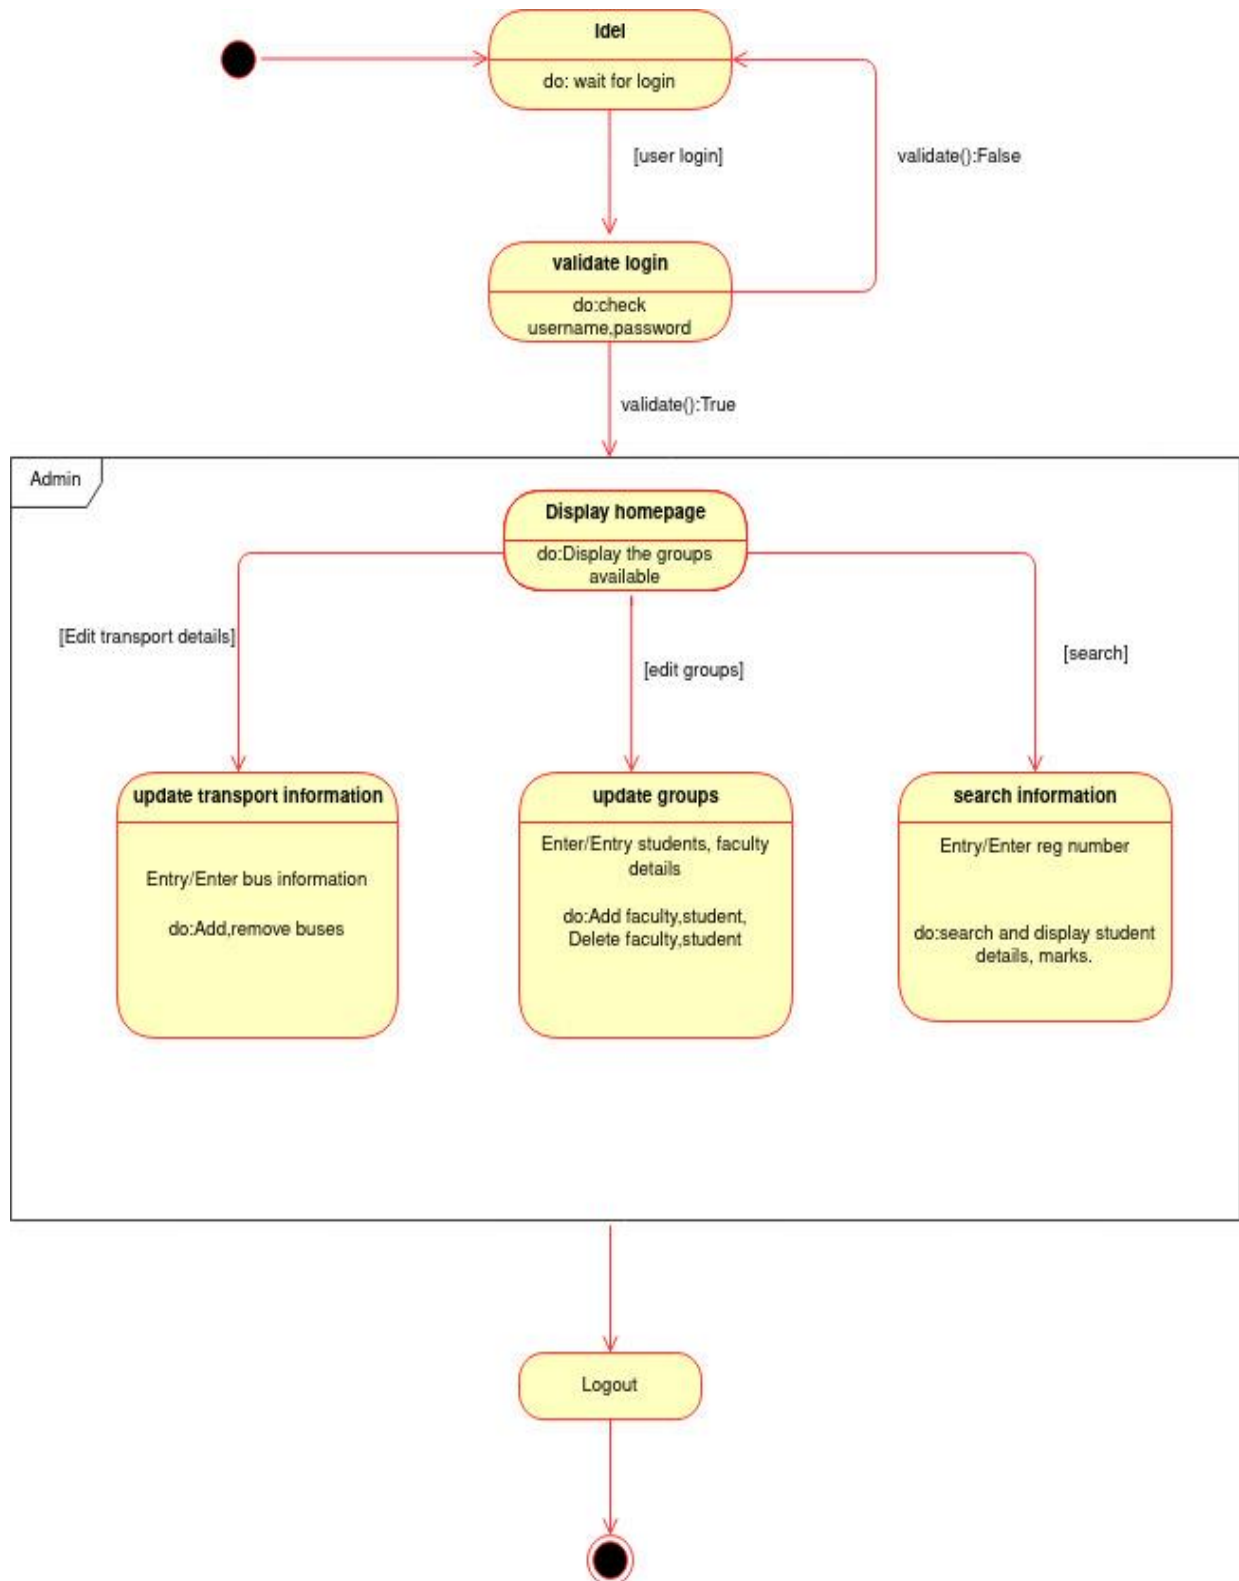 Idel
do: wait for login
[user login]
validate():False
validate login
do:check
username,password
validate():True
Admin
Display homepage
do:Display the groups
available
[Edit transport details]
[edit groups]
[search]
update transport information
Entry/Enter bus information
do:Add,remove buses
update groups
Enter/Entry students, faculty
details
do:Add faculty,student,
Delete faculty,student
search information
Entry/Enter reg number
do:search and display student
details, marks.
Logout